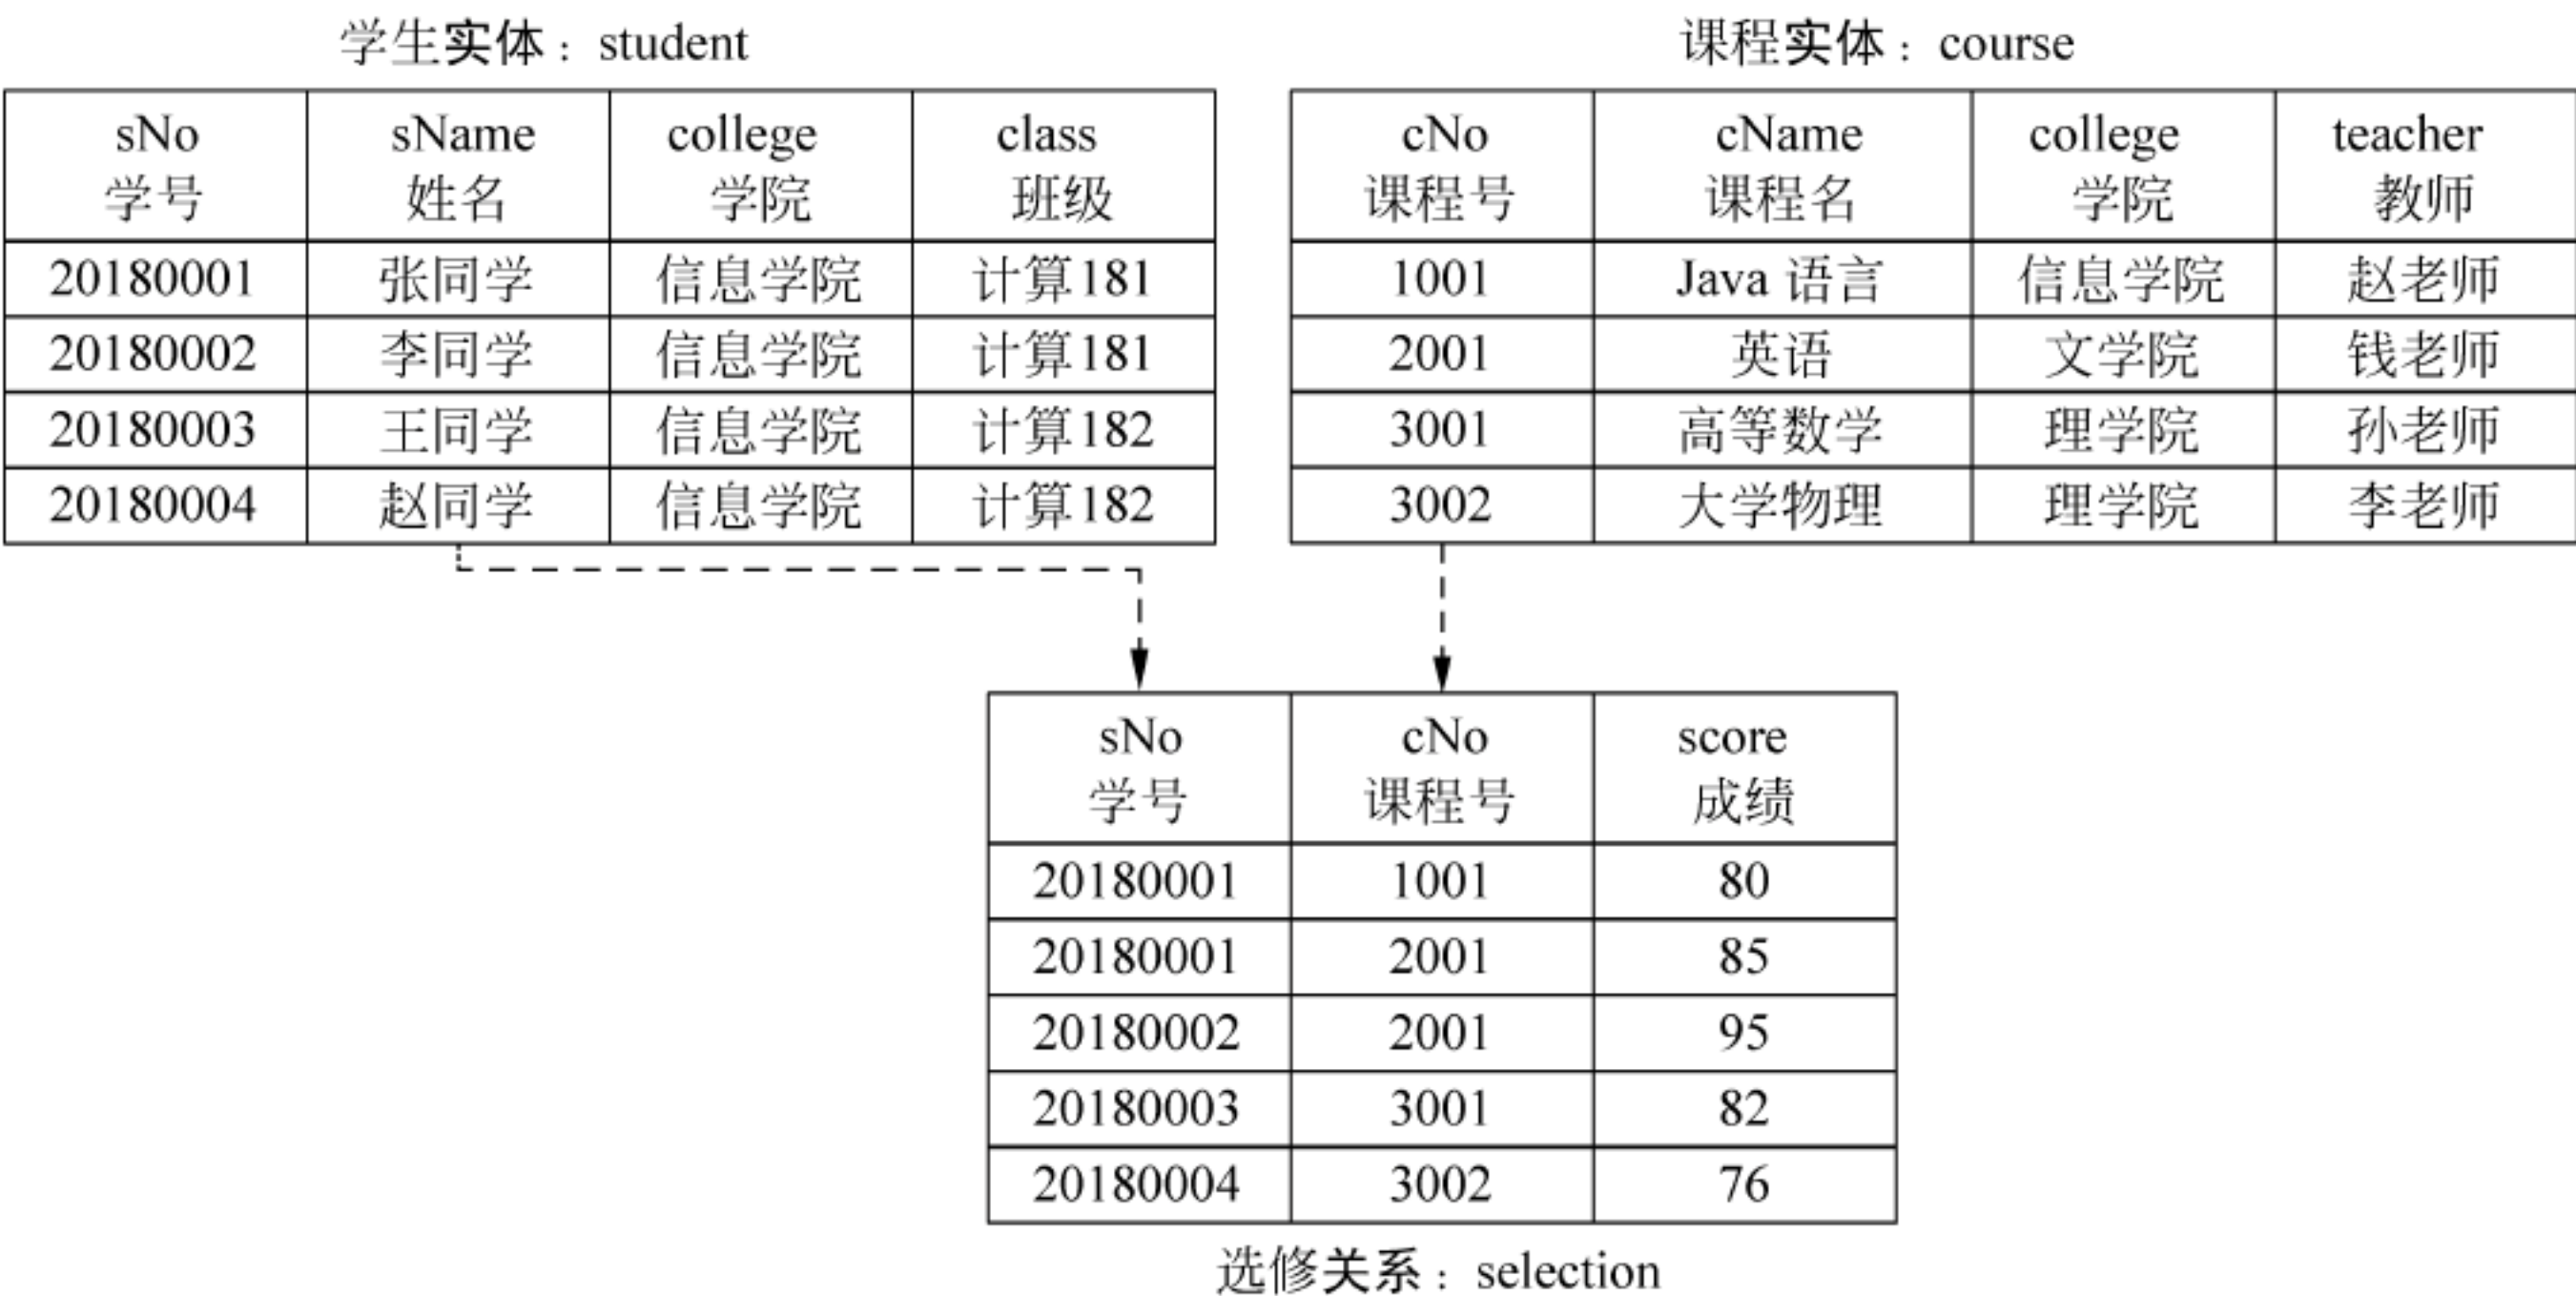 学生实体：student
sNo 学号 sName 姓名 college 学院 class 班级
20180001 张同学 信息学院 计算181
20180002 李同学 信息学院 计算181
20180003 王同学 信息学院 计算182
20180004 赵同学 信息学院 计算182
课程实体：course
cNo 课程号 cName 课程名 college 学院 teacher 教师
1001 Java 语言 信息学院 赵老师
2001 英语 文学院 钱老师
3001 高等数学 理学院 孙老师
3002 大学物理 理学院 李老师
sNo 学号 cNo 课程号 score 成绩
20180001 1001 80
20180001 2001 85
20180002 2001 95
20180003 3001 82
20180004 3002 76
选修关系：selection